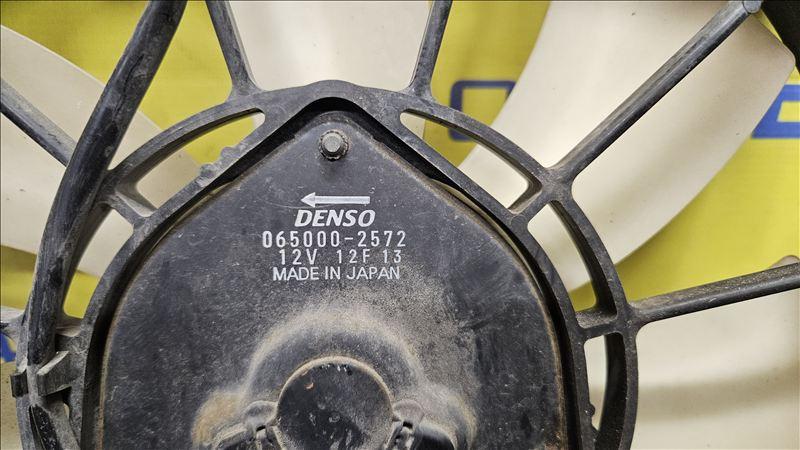 DENSO
065000-2572
12V 12F 13
MADE IN JAPAN